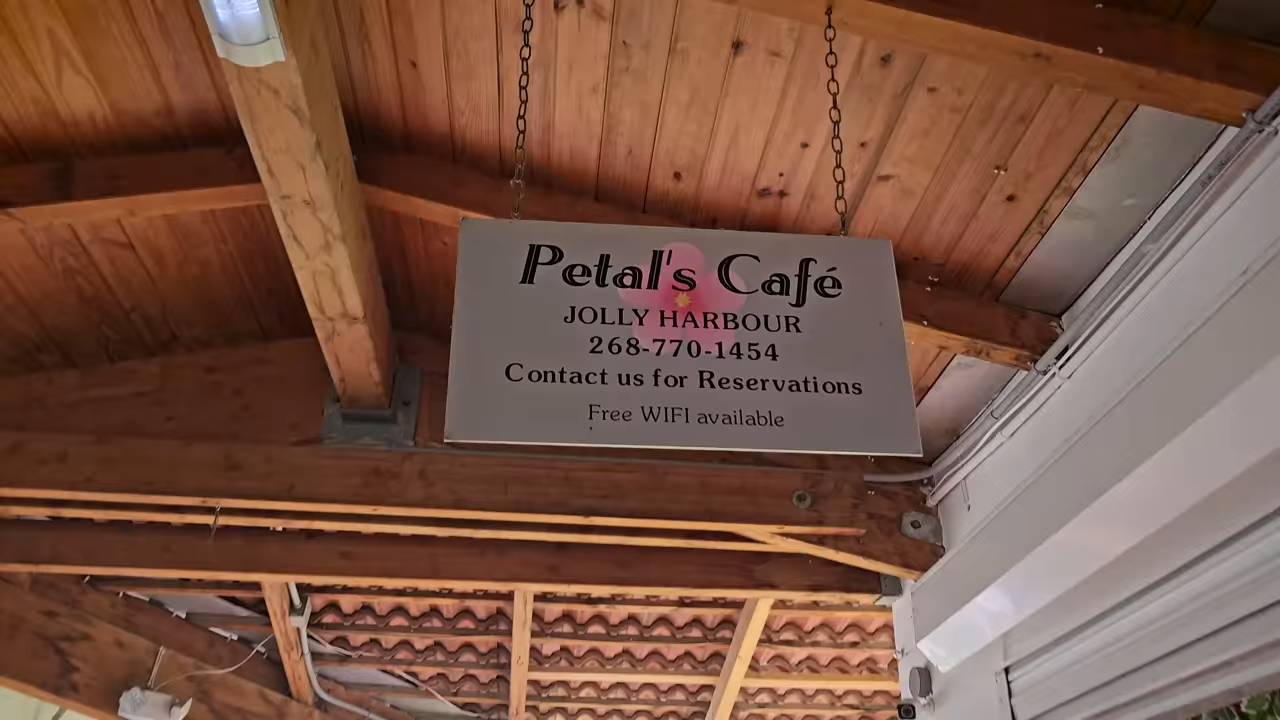 Petal's Café
JOLLY HARBOUR
268-770-1454
Contact us for Reservations
Free WIFI available